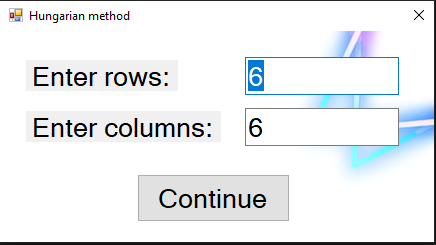 Hungarian method
Enter rows: 6
Enter columns: 6
Continue